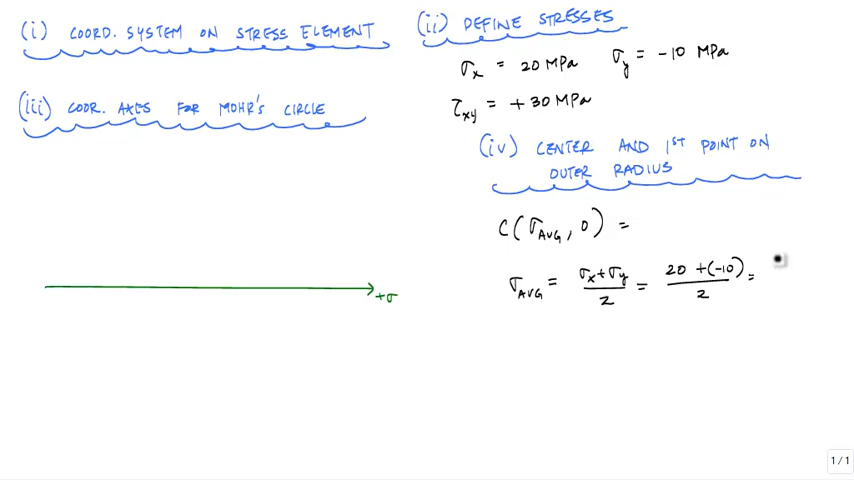 (i) COORD. SYSTEM ON STRESS ELEMENT
(iii) COOR. AXES FOR MOHR'S CIRCLE
+σ
(ii) DEFINE STRESSES
σx = 20 MPa σy = -10 MPa
τxy = +30 MPa
(iv) CENTER AND 1st POINT ON
OUTER RADIUS
C(σAVG, 0) =
σAVG = σx+σy/2 = 20 +(-10)/2 =
1 / 1